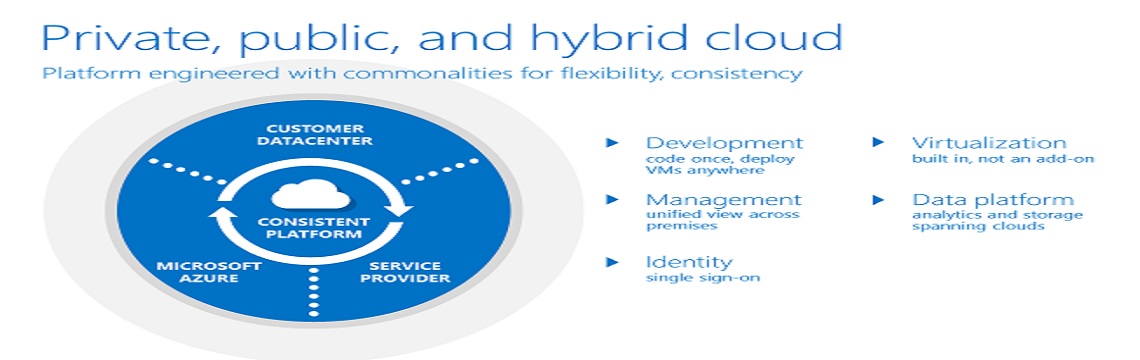 Private, public, and hybrid cloud
Platform engineered with commonalities for flexibility, consistency
CUSTOMER
DATACENTER
CONSISTENT
PLATFORM
MICROSOFT
AZURE
SERVICE
PROVIDER
Development
code once, deploy
VMs anywhere
Management
unified view across
premises
Identity
single sign-on
Virtualization
built in, not an add-on
Data platform
analytics and storage
spanning clouds